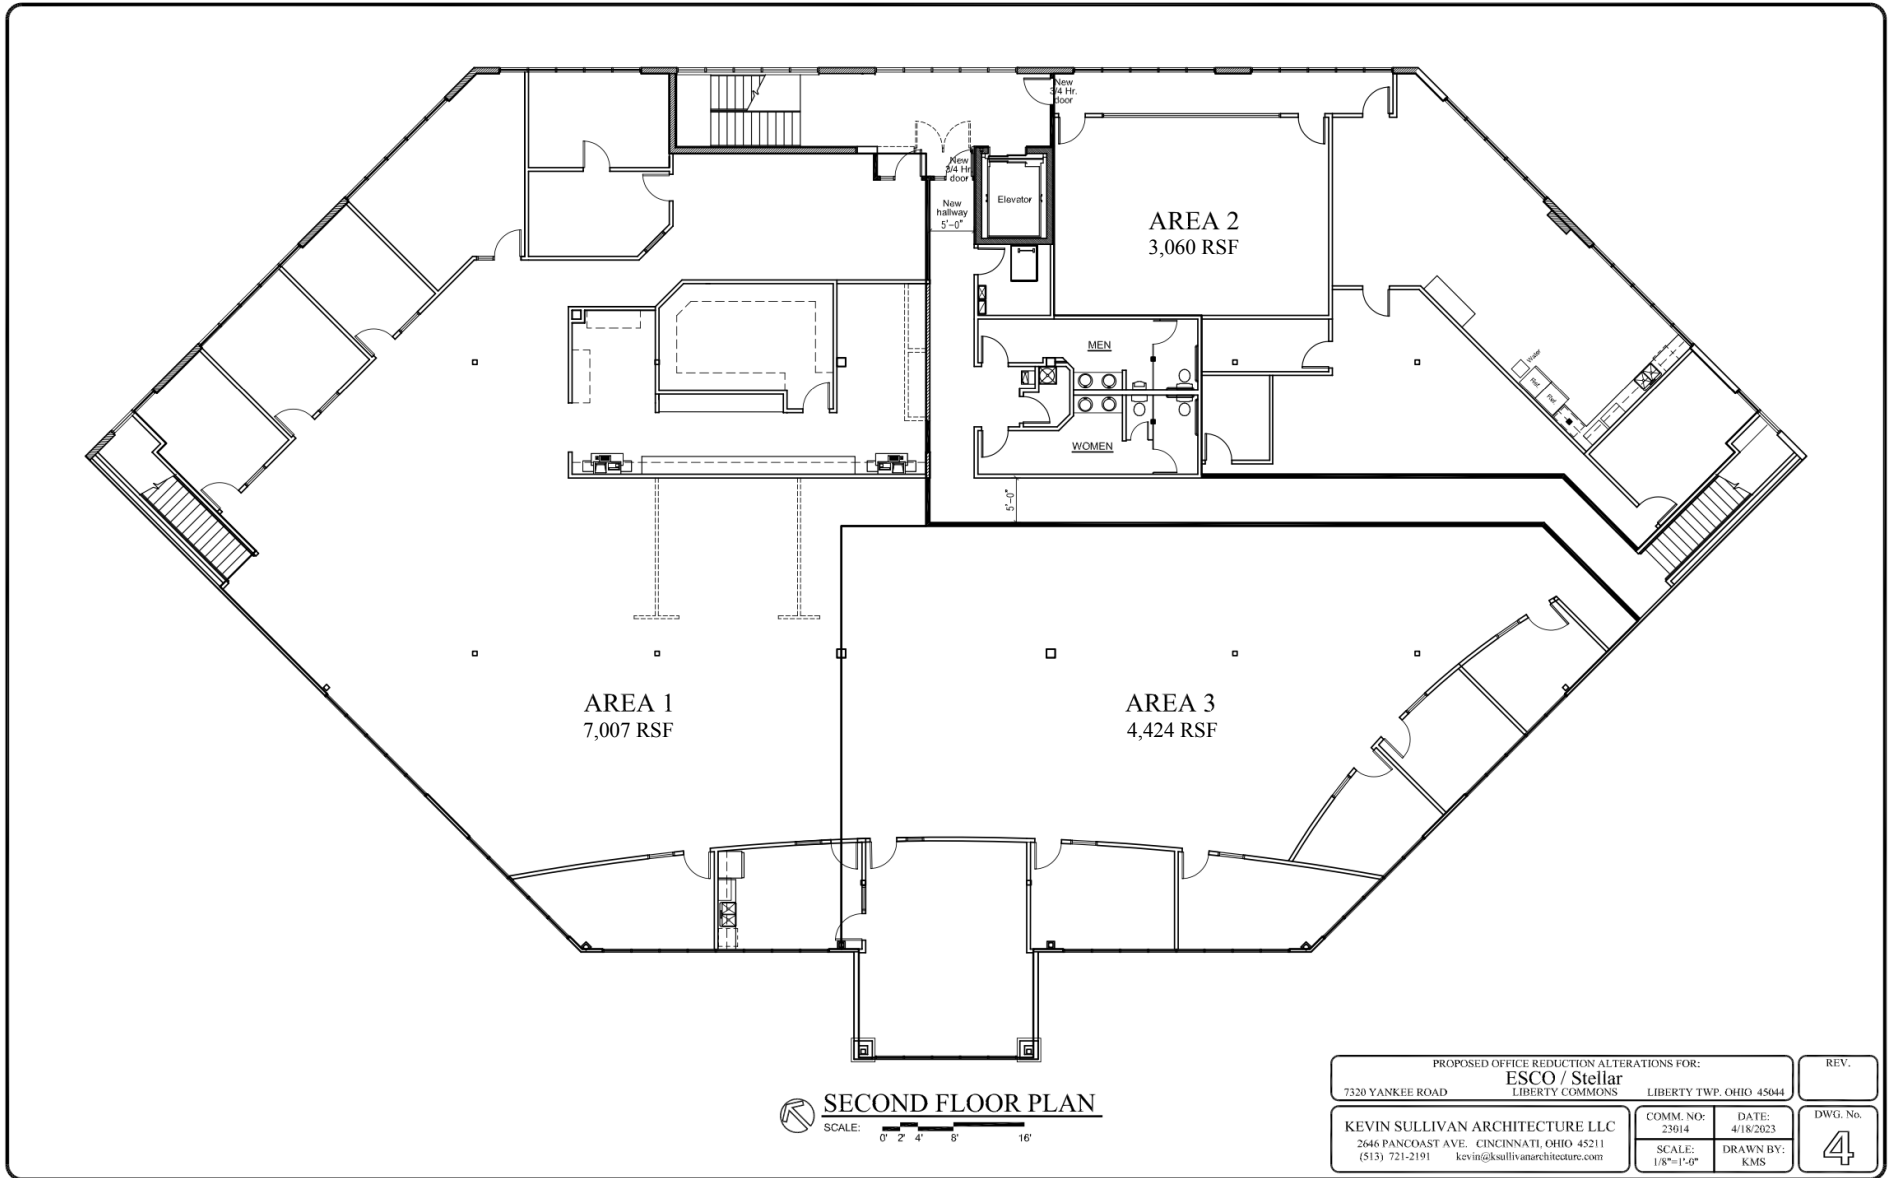 New
3/4 Hr.
door
New
3/4 Hr.
door
Elevator
New
hallway
5'-0"
AREA 2
3,060 RSF
MEN
WOMEN
Water
Ref.
Ref.
5'-0"
AREA 1
7,007 RSF
AREA 3
4,424 RSF
SECOND FLOOR PLAN
SCALE:
0' 2' 4' 8' 16'
PROPOSED OFFICE REDUCTION ALTERATIONS FOR:
ESCO / Stellar
7320 YANKEE ROAD LIBERTY COMMONS LIBERTY TWP. OHIO 45044
REV.
KEVIN SULLIVAN ARCHITECTURE LLC
2646 PANCOAST AVE. CINCINNATI, OHIO 45211
(513) 721-2191 kevin@ksullivanarchitecture.com
COMM. NO:
23014
DATE:
4/18/2023
SCALE:
1/8"=1'-0"
DRAWN BY:
KMS
DWG. No.
4